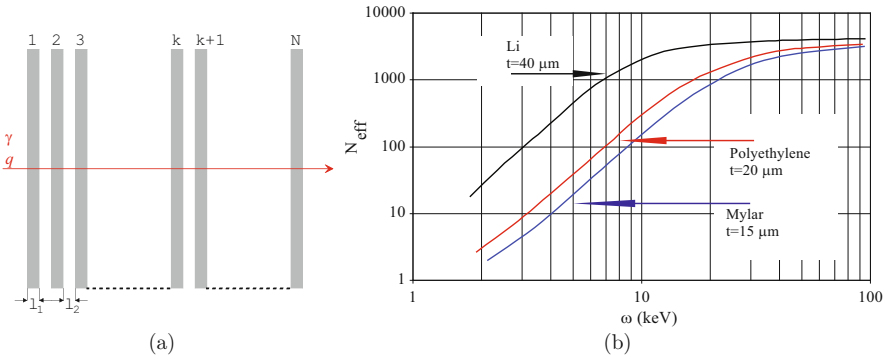 1 2 3 k k+1 N
γ
q
l₁ l₂
(a)
10000
1000
100
10
1
N_eff
Li
t=40 μm
Polyethylene
t=20 μm
Mylar
t=15 μm
1 10 100
ω (keV)
(b)